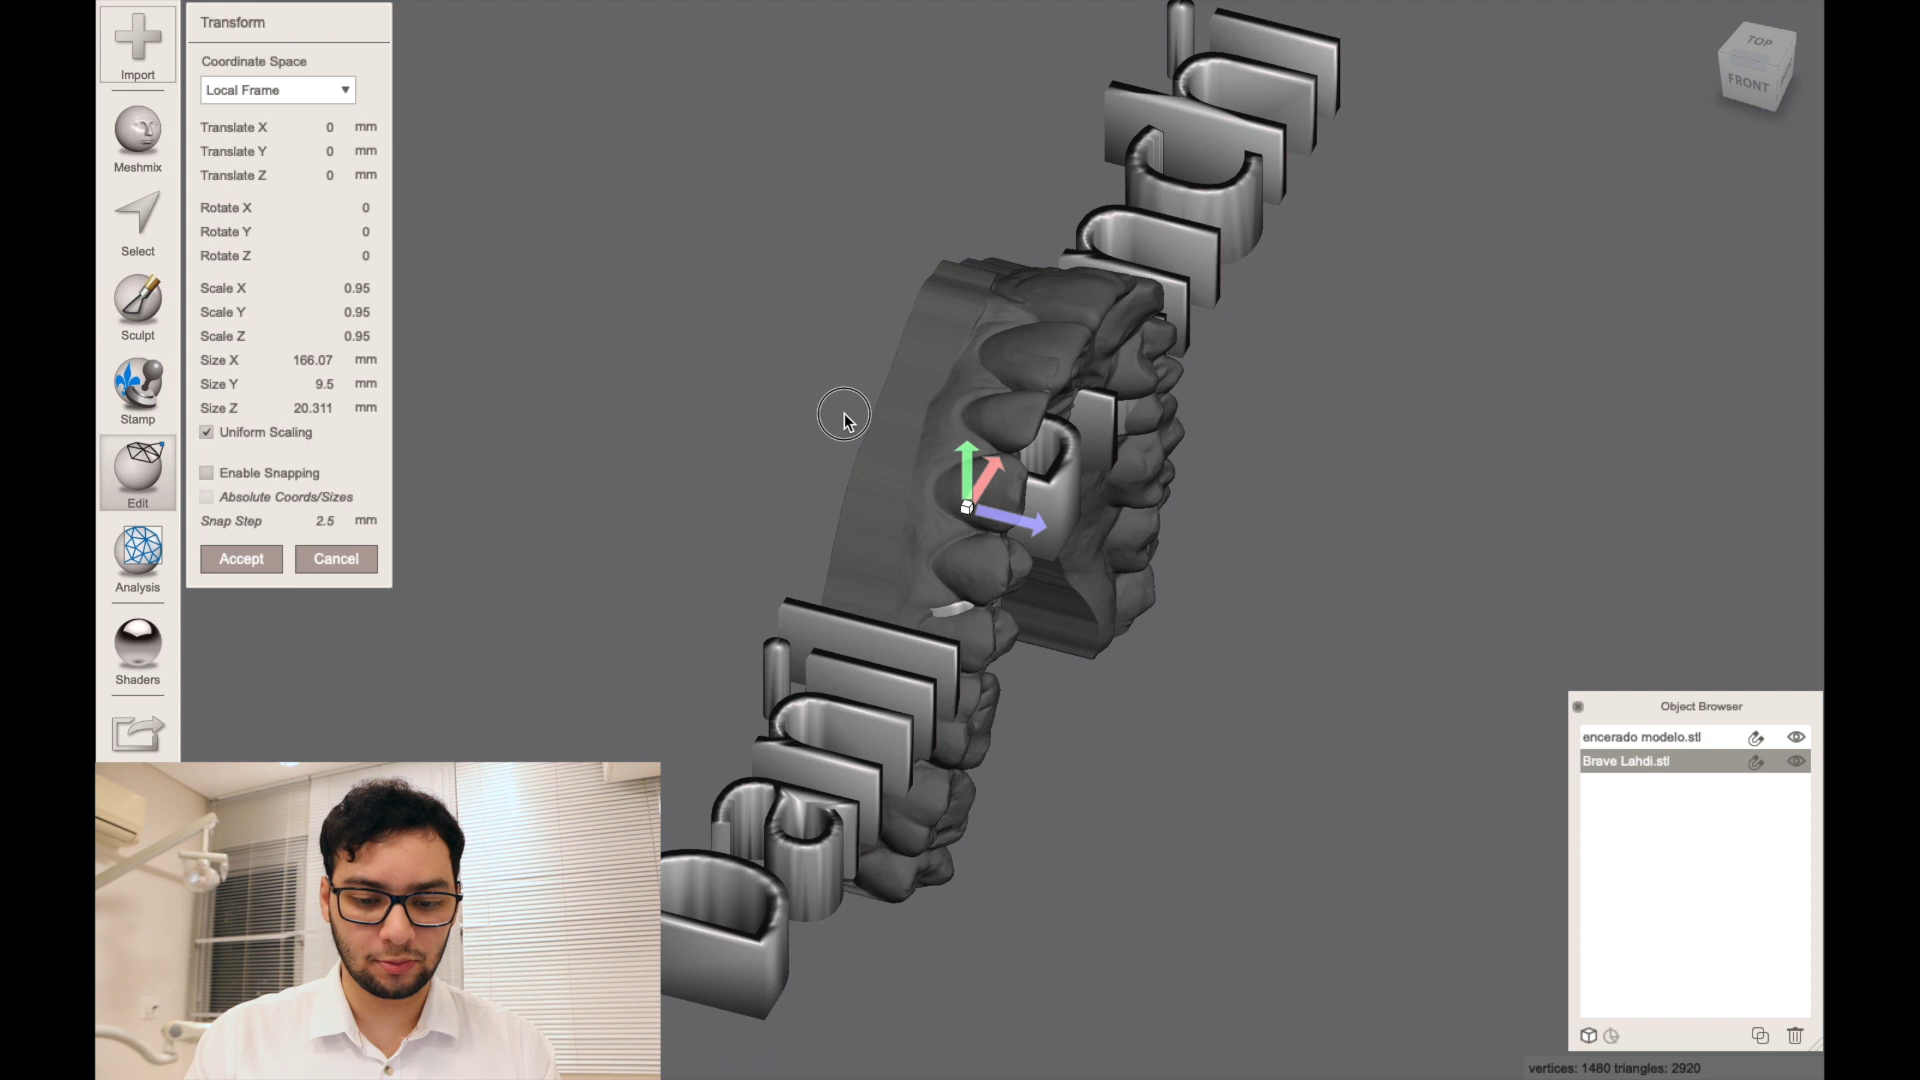 Import
Meshmix
Select
Sculpt
Stamp
Edit
Analysis
Shaders
Transform
Coordinate Space
Local Frame
Translate X 0 mm
Translate Y 0 mm
Translate Z 0 mm
Rotate X 0
Rotate Y 0
Rotate Z 0
Scale X 0.95
Scale Y 0.95
Scale Z 0.95
Size X 166.07 mm
Size Y 9.5 mm
Size Z 20.311 mm
Uniform Scaling
Enable Snapping
Absolute Coords/Sizes
Snap Step 2.5 mm
Accept Cancel
TOP
FRONT
Object Browser
encerado modelo.stl
Brave Lahdi.stl
vertices: 1480 triangles: 2920